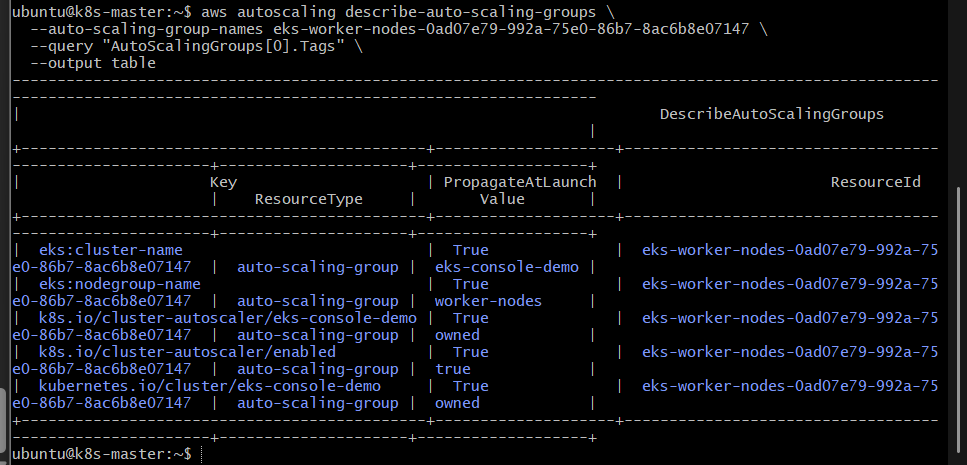 ubuntu@k8s-master:~$ aws autoscaling describe-auto-scaling-groups \
  --auto-scaling-group-names eks-worker-nodes-0ad07e79-992a-75e0-86b7-8ac6b8e07147 \
  --query "AutoScalingGroups[0].Tags" \
  --output table
--------------------------------------------------------------------------------------------------------
-----------------------------------------------------------------
|                                                                        DescribeAutoScalingGroups
                                                                |
+---------------------------------------------+--------------------+-----------------------------------
----------------------+---------------------+-------------------+
|                     Key                     | PropagateAtLaunch  |                       ResourceId
                      |    ResourceType     |       Value       |
+---------------------------------------------+--------------------+-----------------------------------
----------------------+---------------------+-------------------+
|  eks:cluster-name                           |  True              |  eks-worker-nodes-0ad07e79-992a-75
e0-86b7-8ac6b8e07147  |  auto-scaling-group |  eks-console-demo |
|  eks:nodegroup-name                         |  True              |  eks-worker-nodes-0ad07e79-992a-75
e0-86b7-8ac6b8e07147  |  auto-scaling-group |  worker-nodes     |
|  k8s.io/cluster-autoscaler/eks-console-demo |  True              |  eks-worker-nodes-0ad07e79-992a-75
e0-86b7-8ac6b8e07147  |  auto-scaling-group |  owned            |
|  k8s.io/cluster-autoscaler/enabled          |  True              |  eks-worker-nodes-0ad07e79-992a-75
e0-86b7-8ac6b8e07147  |  auto-scaling-group |  true             |
|  kubernetes.io/cluster/eks-console-demo     |  True              |  eks-worker-nodes-0ad07e79-992a-75
e0-86b7-8ac6b8e07147  |  auto-scaling-group |  owned            |
+---------------------------------------------+--------------------+-----------------------------------
----------------------+---------------------+-------------------+
ubuntu@k8s-master:~$